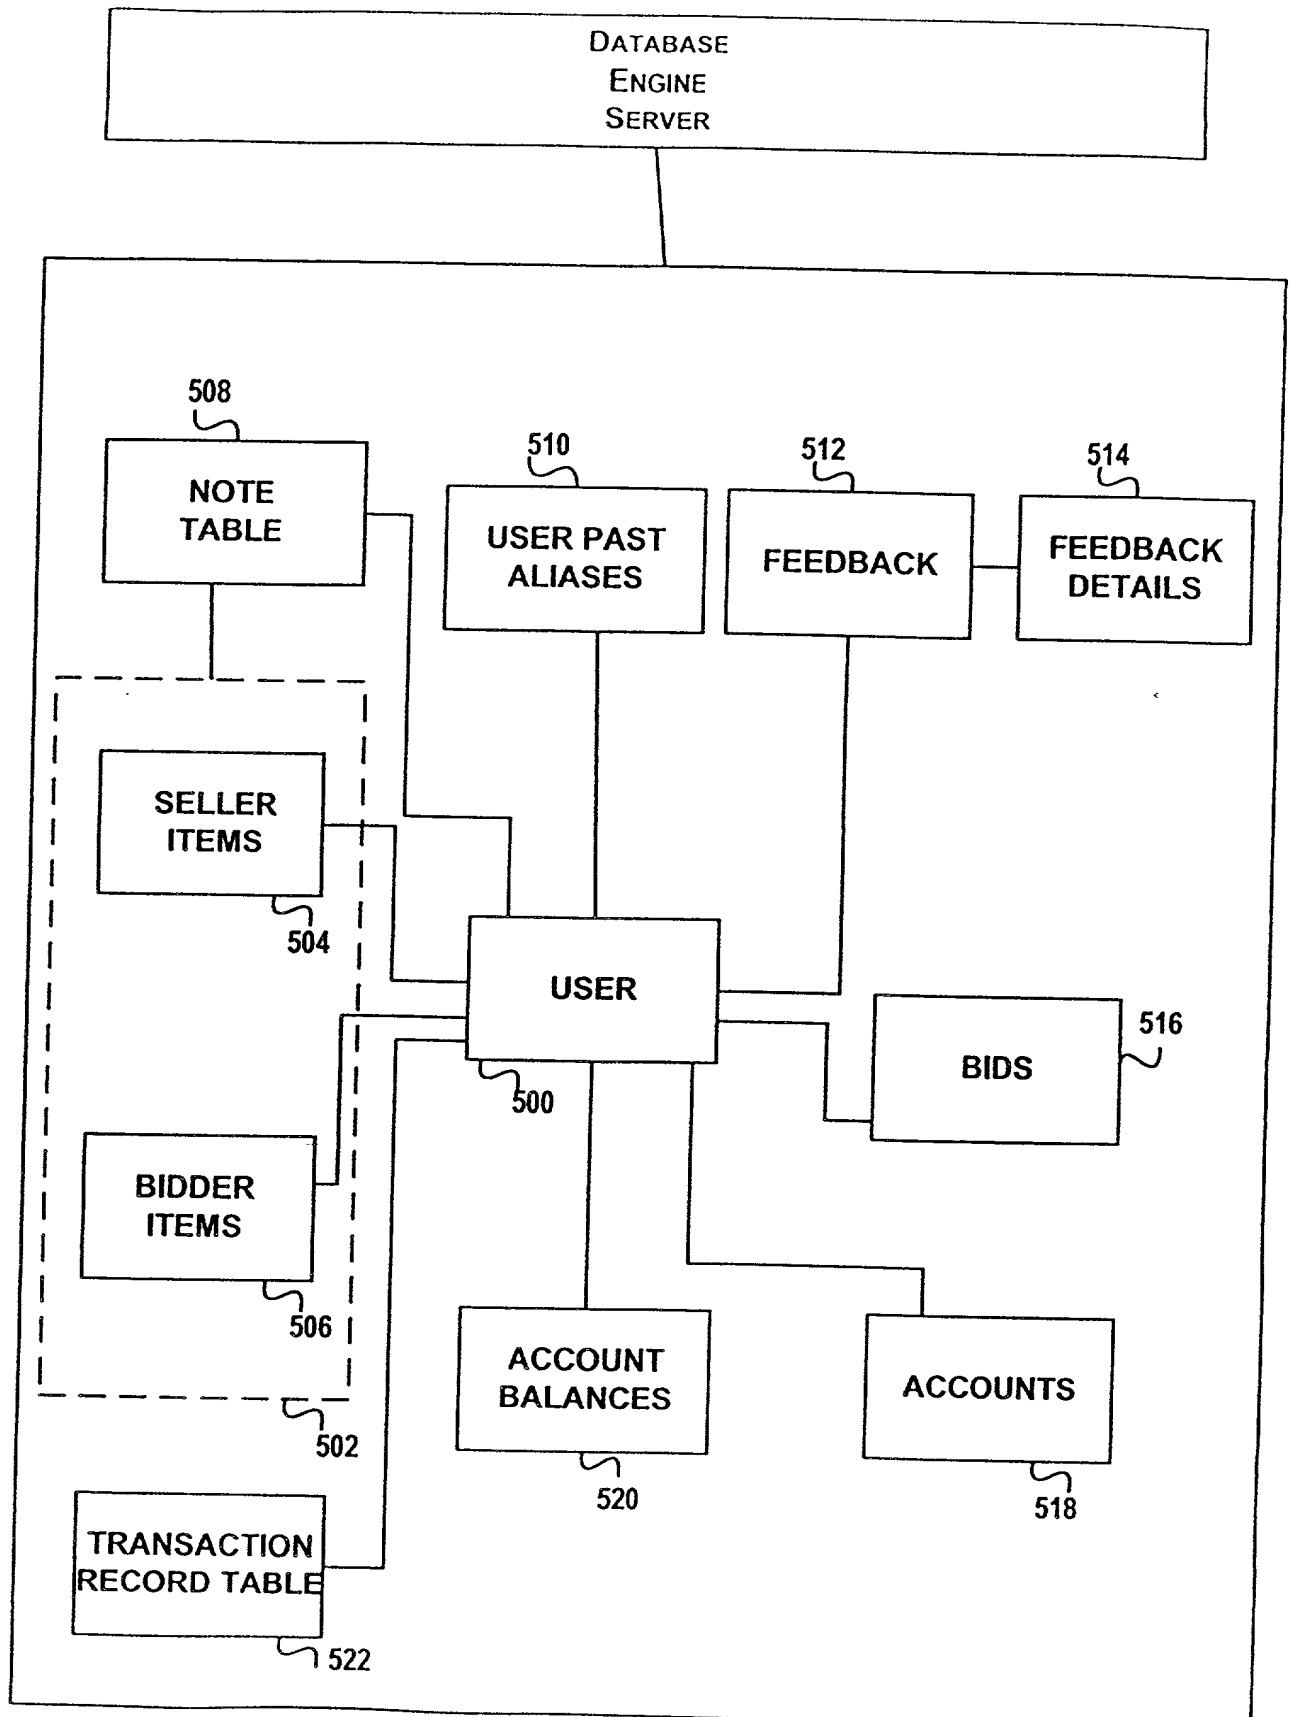 DATABASE
ENGINE
SERVER
508
NOTE
TABLE
510
USER PAST
ALIASES
512
FEEDBACK
514
FEEDBACK
DETAILS
SELLER
ITEMS
504
USER
500
BIDS
516
BIDDER
ITEMS
506
502
ACCOUNT
BALANCES
520
ACCOUNTS
518
TRANSACTION
RECORD TABLE
522